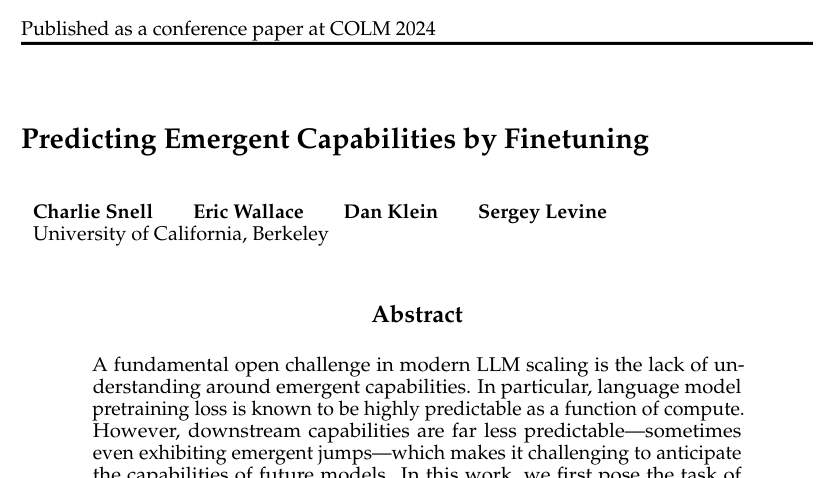 Published as a conference paper at COLM 2024
Predicting Emergent Capabilities by Finetuning
Charlie Snell Eric Wallace Dan Klein Sergey Levine
University of California, Berkeley
Abstract
A fundamental open challenge in modern LLM scaling is the lack of un-
derstanding around emergent capabilities. In particular, language model
pretraining loss is known to be highly predictable as a function of compute.
However, downstream capabilities are far less predictable—sometimes
even exhibiting emergent jumps—which makes it challenging to anticipate
the capabilities of future models. In this work, we first pose the task of